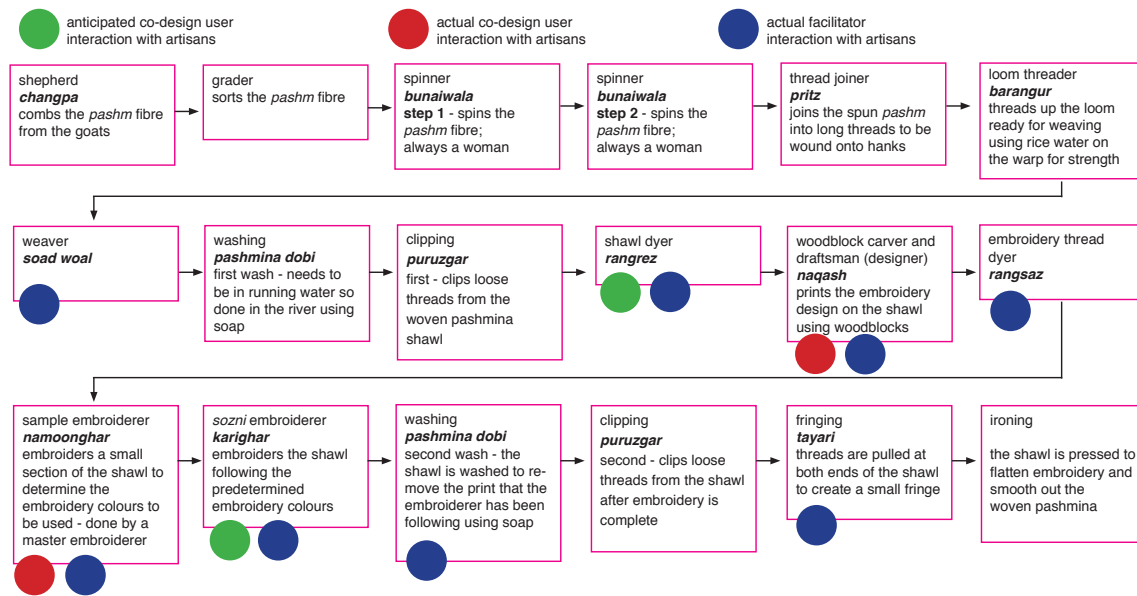 anticipated co-design user
interaction with artisans
actual co-design user
interaction with artisans
actual facilitator
interaction with artisans
shepherd
changpa
combs the pashm fibre
from the goats
grader
sorts the pashm fibre
spinner
bunaiwala
step 1 - spins the
pashm fibre;
always a woman
spinner
bunaiwala
step 2 - spins the
pashm fibre;
always a woman
thread joiner
pritz
joins the spun pashm
into long threads to be
wound onto hanks
loom threader
barangur
threads up the loom
ready for weaving
using rice water on
the warp for strength
weaver
soad woal
washing
pashmina dobi
first wash - needs to
be in running water so
done in the river using
soap
clipping
puruzgar
first - clips loose
threads from the
woven pashmina
shawl
shawl dyer
rangrez
woodblock carver and
draftsman (designer)
naqash
prints the embroidery
design on the shawl
using woodblocks
embroidery thread
dyer
rangsaz
sample embroiderer
namoonghar
embroiders a small
section of the shawl to
determine the
embroidery colours to
be used - done by a
master embroiderer
sozni embroiderer
karighar
embroiders the shawl
following the
predetermined
embroidery colours
washing
pashmina dobi
second wash - the
shawl is washed to re-
move the print that the
embroiderer has been
following using soap
clipping
puruzgar
second - clips loose
threads from the shawl
after embroidery is
complete
fringing
tayari
threads are pulled at
both ends of the shawl
to create a small fringe
ironing
the shawl is pressed to
flatten embroidery and
smooth out the
woven pashmina